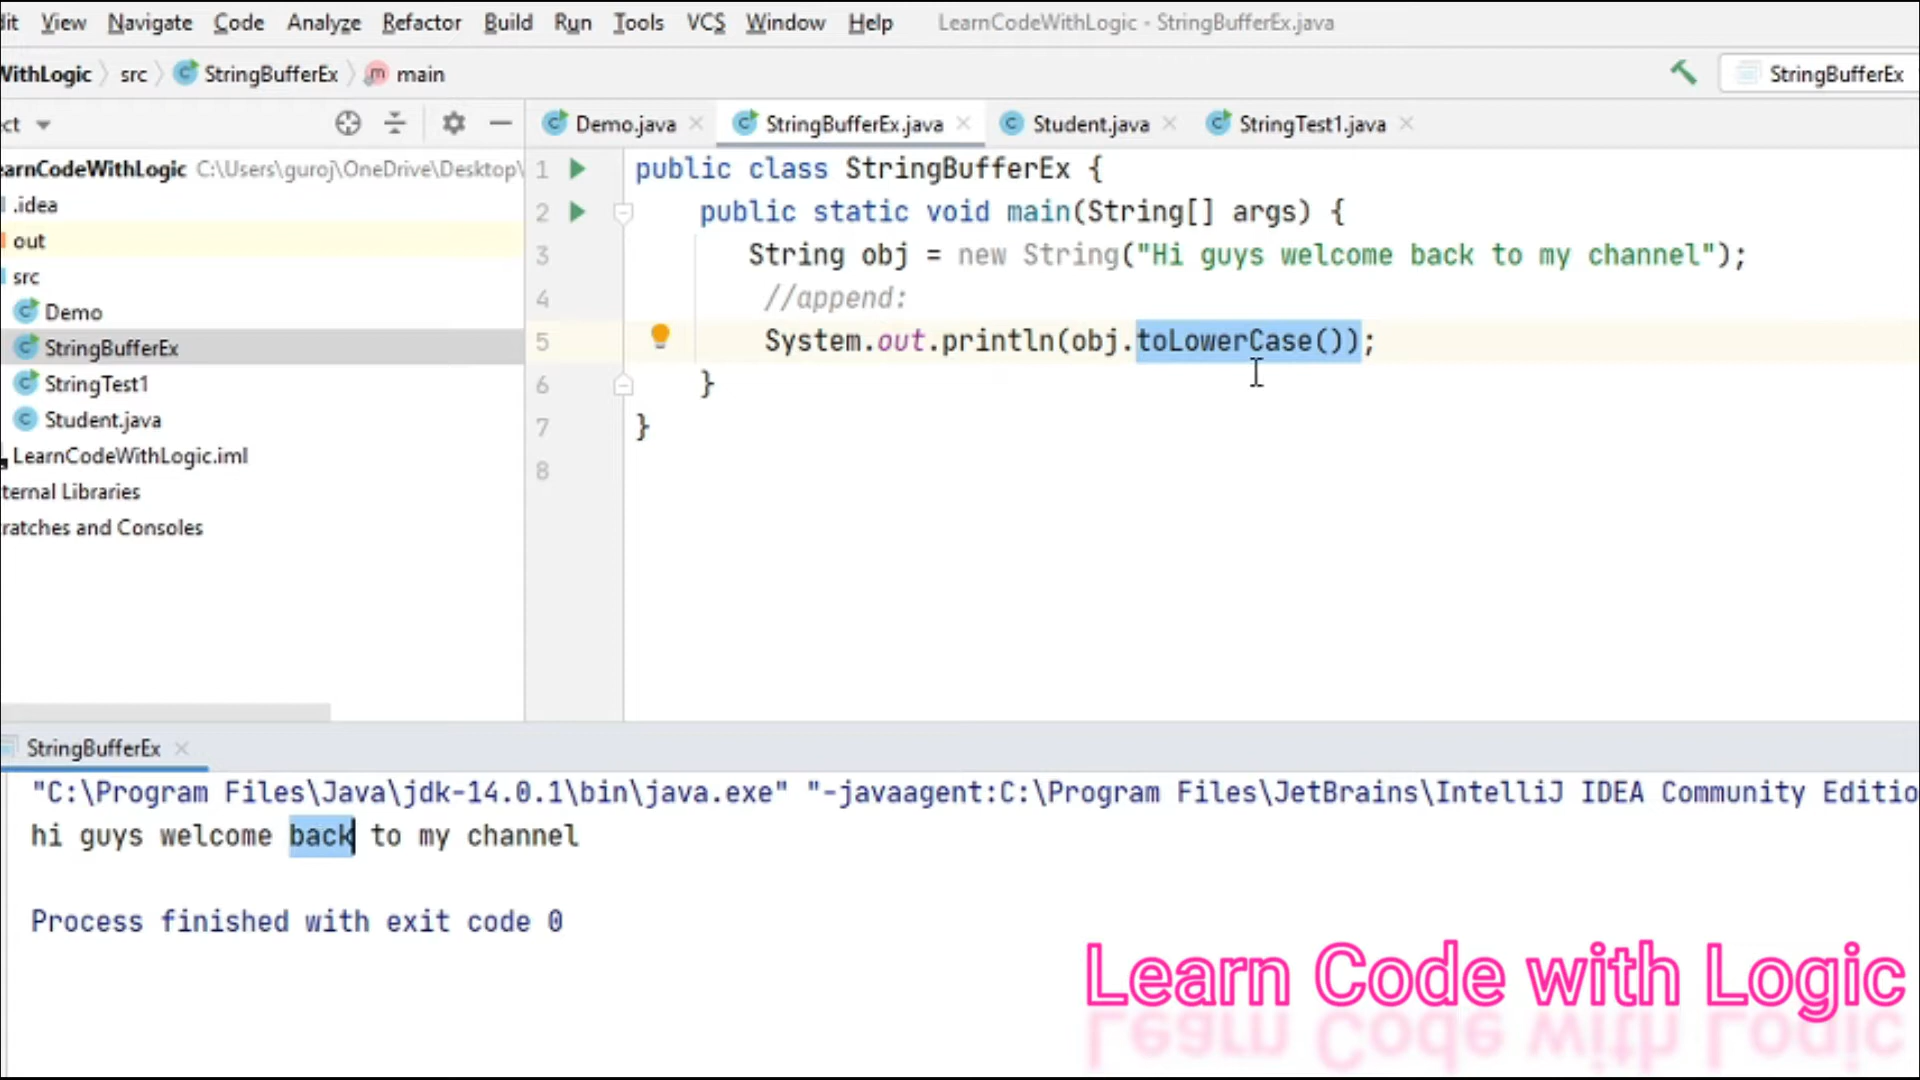 it View Navigate Code Analyze Refactor Build Run Tools VCS Window Help LearnCodeWithLogic - StringBufferEx.java
WithLogic src StringBufferEx m main StringBufferEx
ct Demo.java StringBufferEx.java Student.java StringTest1.java
earnCodeWithLogic C:\Users\guroj\OneDrive\Desktop\
.idea
out
src
Demo
StringBufferEx
StringTest1
Student.java
LearnCodeWithLogic.iml
ternal Libraries
ratches and Consoles
1 public class StringBufferEx {
2 public static void main(String[] args) {
3 String obj = new String("Hi guys welcome back to my channel");
4 //append:
5 System.out.println(obj.toLowerCase());
6 }
7 }
8
StringBufferEx
"C:\Program Files\Java\jdk-14.0.1\bin\java.exe" "-javaagent:C:\Program Files\JetBrains\IntelliJ IDEA Community Editio
hi guys welcome back to my channel
Process finished with exit code 0
Learn Code with Logic